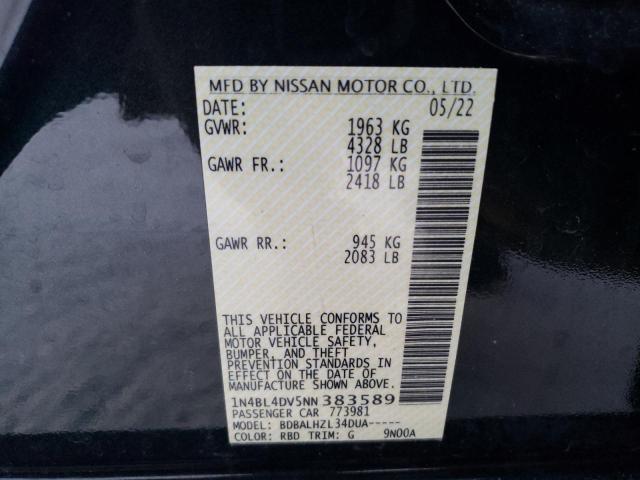 MFD BY NISSAN MOTOR CO., LTD.
DATE: 05/22
GVWR: 1963 KG
4328 LB
GAWR FR.: 1097 KG
2418 LB
GAWR RR.: 945 KG
2083 LB
THIS VEHICLE CONFORMS TO
ALL APPLICABLE FEDERAL
MOTOR VEHICLE SAFETY,
BUMPER, AND THEFT
PREVENTION STANDARDS IN
EFFECT ON THE DATE OF
MANUFACTURE SHOWN ABOVE.
1N4BL4DV5NN 383589
PASSENGER CAR 773981
MODEL: BDBALHZL34DUA-----
COLOR: RBD TRIM: G 9N00A